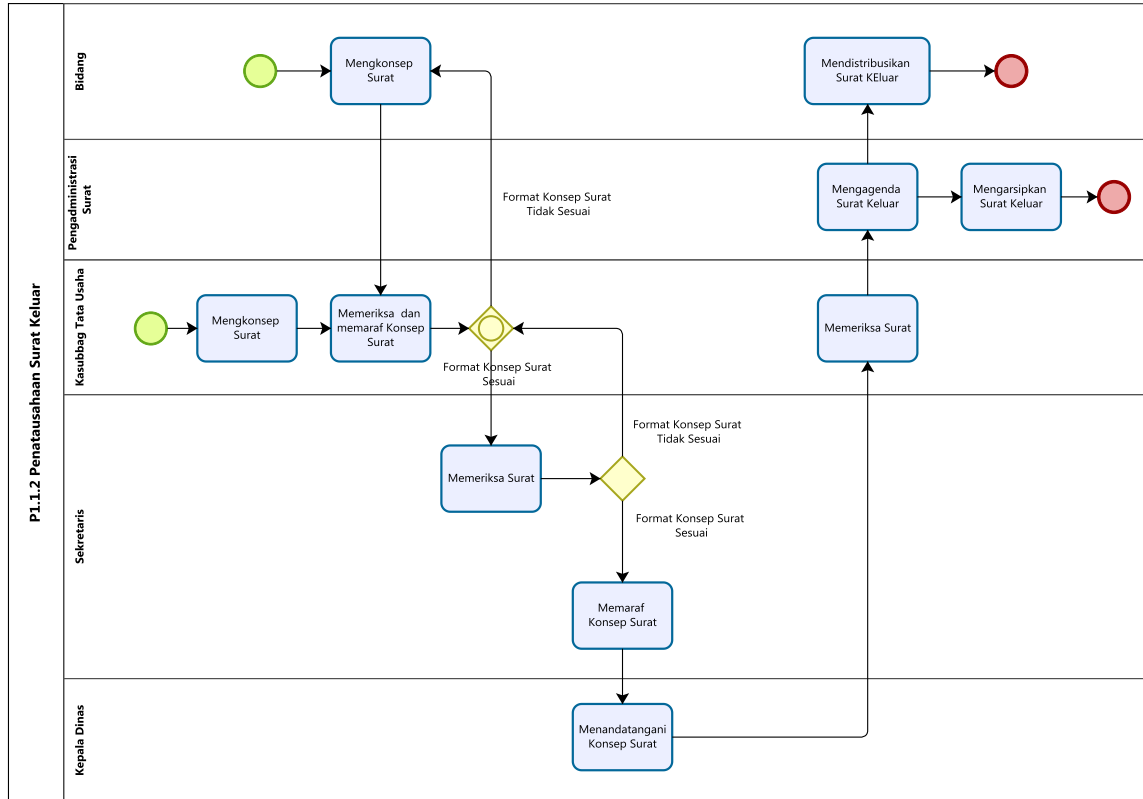 P1.1.2 Penatausahaan Surat Keluar
Bidang
Mengkonsep
Surat
Mendistribusikan
Surat KEluar
Pengadministrasi
Surat
Format Konsep Surat
Tidak Sesuai
Mengagenda
Surat Keluar
Mengarsipkan
Surat Keluar
Kasubbag Tata Usaha
Mengkonsep
Surat
Memeriksa  dan
memaraf Konsep
Surat
Format Konsep Surat
Sesuai
Memeriksa Surat
Sekretaris
Memeriksa Surat
Format Konsep Surat
Tidak Sesuai
Format Konsep Surat
Sesuai
Memaraf
Konsep Surat
Kepala Dinas
Menandatangani
Konsep Surat